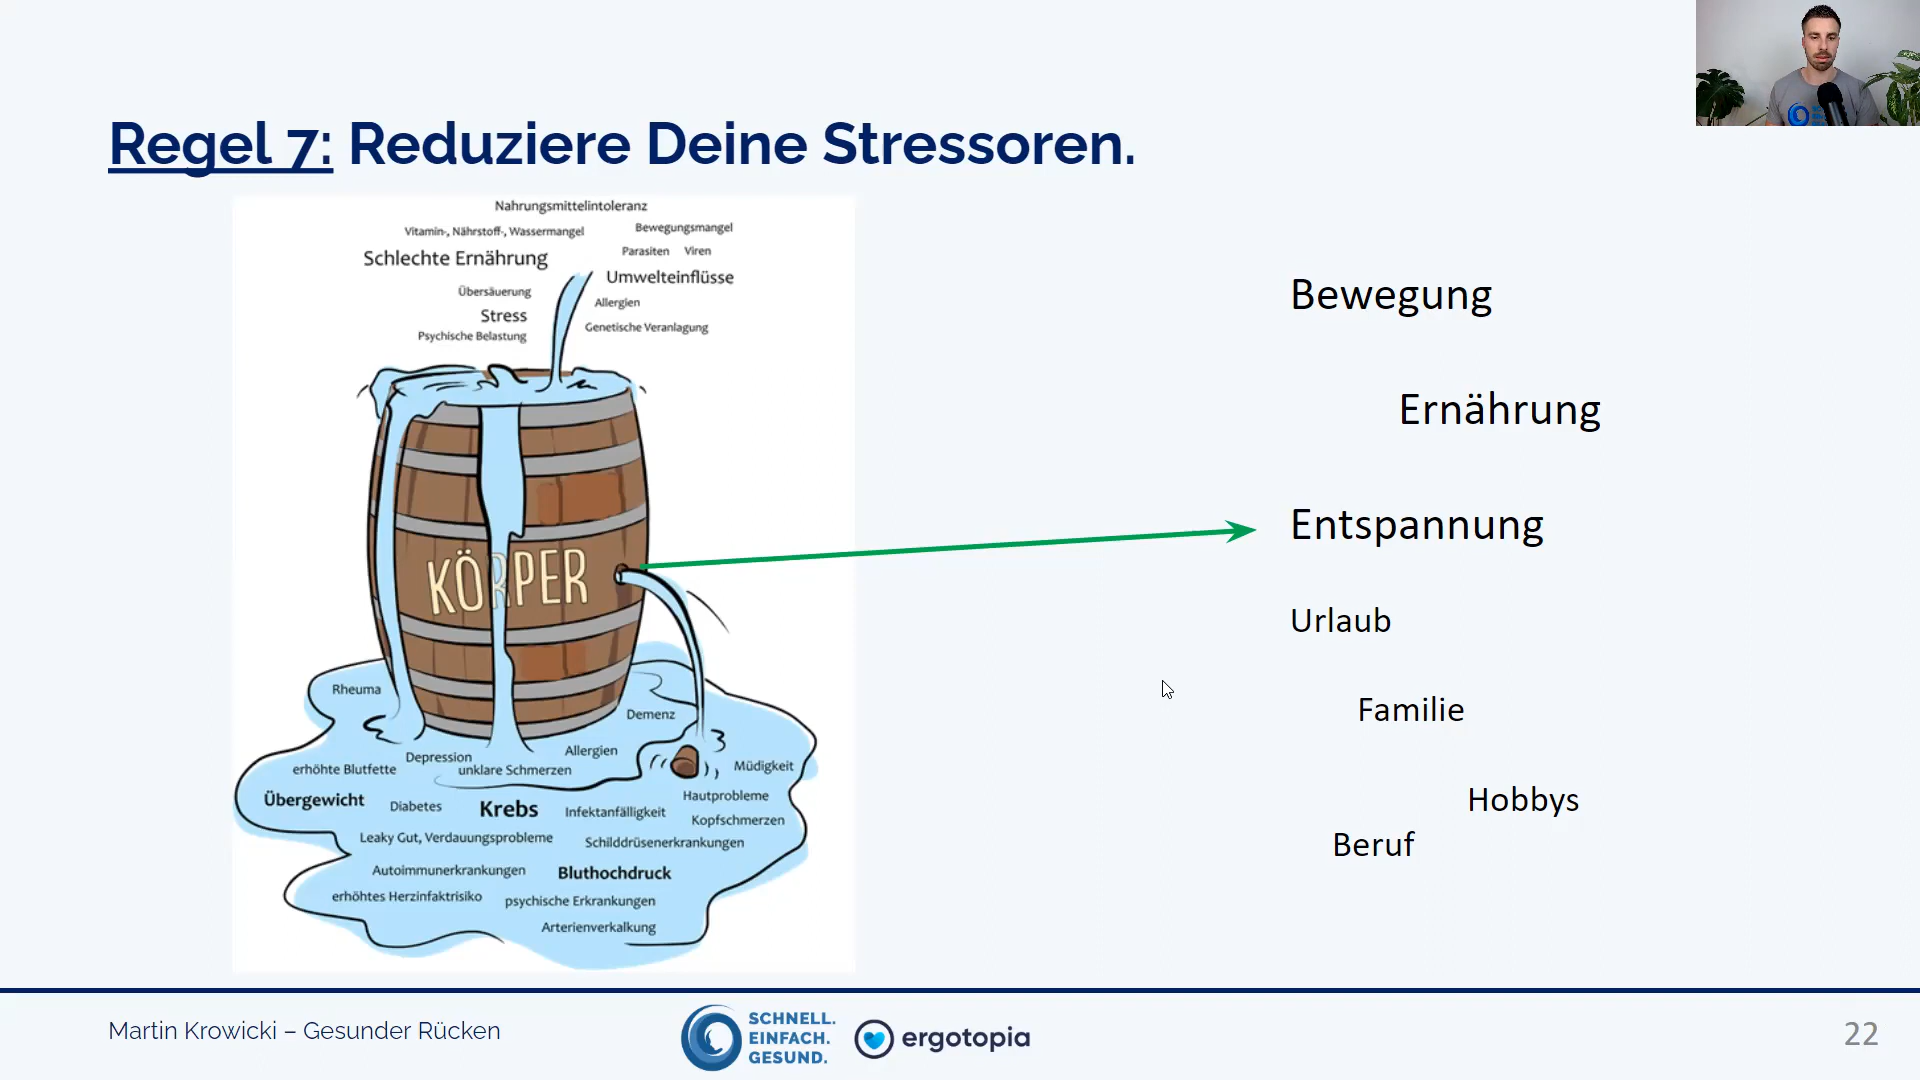 Regel 7: Reduziere Deine Stressoren.
Nahrungsmittelintoleranz
Vitamin-, Nährstoff-, Wassermangel
Bewegungsmangel
Schlechte Ernährung
Parasiten Viren
Umwelteinflüsse
Übersäuerung
Allergien
Stress
Genetische Veranlagung
Psychische Belastung
KÖRPER
Rheuma
Demenz
Depression
Allergien
erhöhte Blutfette
unklare Schmerzen
Müdigkeit
Übergewicht
Diabetes
Krebs
Infektanfälligkeit
Hautprobleme
Kopfschmerzen
Leaky Gut, Verdauungsprobleme
Schilddrüsenerkrankungen
Autoimmunerkrankungen
Bluthochdruck
erhöhtes Herzinfaktrisiko
psychische Erkrankungen
Arterienverkalkung
Bewegung
Ernährung
Entspannung
Urlaub
Familie
Hobbys
Beruf
Martin Krowicki – Gesunder Rücken
SCHNELL.
EINFACH.
GESUND.
ergotopia
22